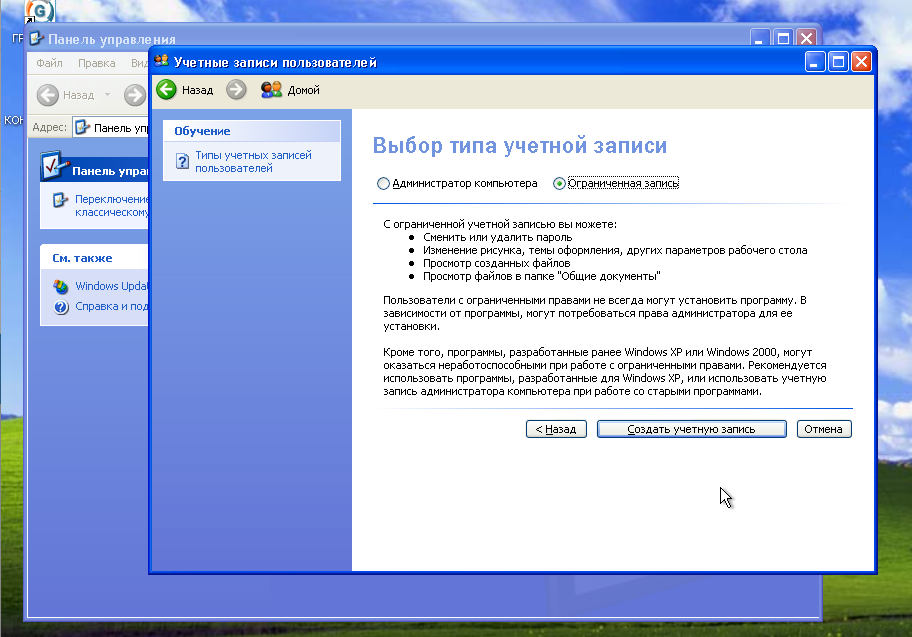 Панель управления
Файл Правка Ви
Назад
Адрес: Панель упр
Панель упра
Переключение
классическому
См. также
Windows Upda
Справка и под
КОН
Учетные записи пользователей
Назад Домой
Обучение
Типы учетных записей
пользователей
Выбор типа учетной записи
Администратор компьютера Ограниченная запись
С ограниченной учетной записью вы можете:
Сменить или удалить пароль
Изменение рисунка, темы оформления, других параметров рабочего стола
Просмотр созданных файлов
Просмотр файлов в папке "Общие документы"
Пользователи с ограниченными правами не всегда могут установить программу. В
зависимости от программы, могут потребоваться права администратора для ее
установки.
Кроме того, программы, разработанные ранее Windows XP или Windows 2000, могут
оказаться неработоспособными при работе с ограниченными правами. Рекомендуется
использовать программы, разработанные для Windows XP, или использовать учетную
запись администратора компьютера при работе со старыми программами.
< Назад Создать учетную запись Отмена